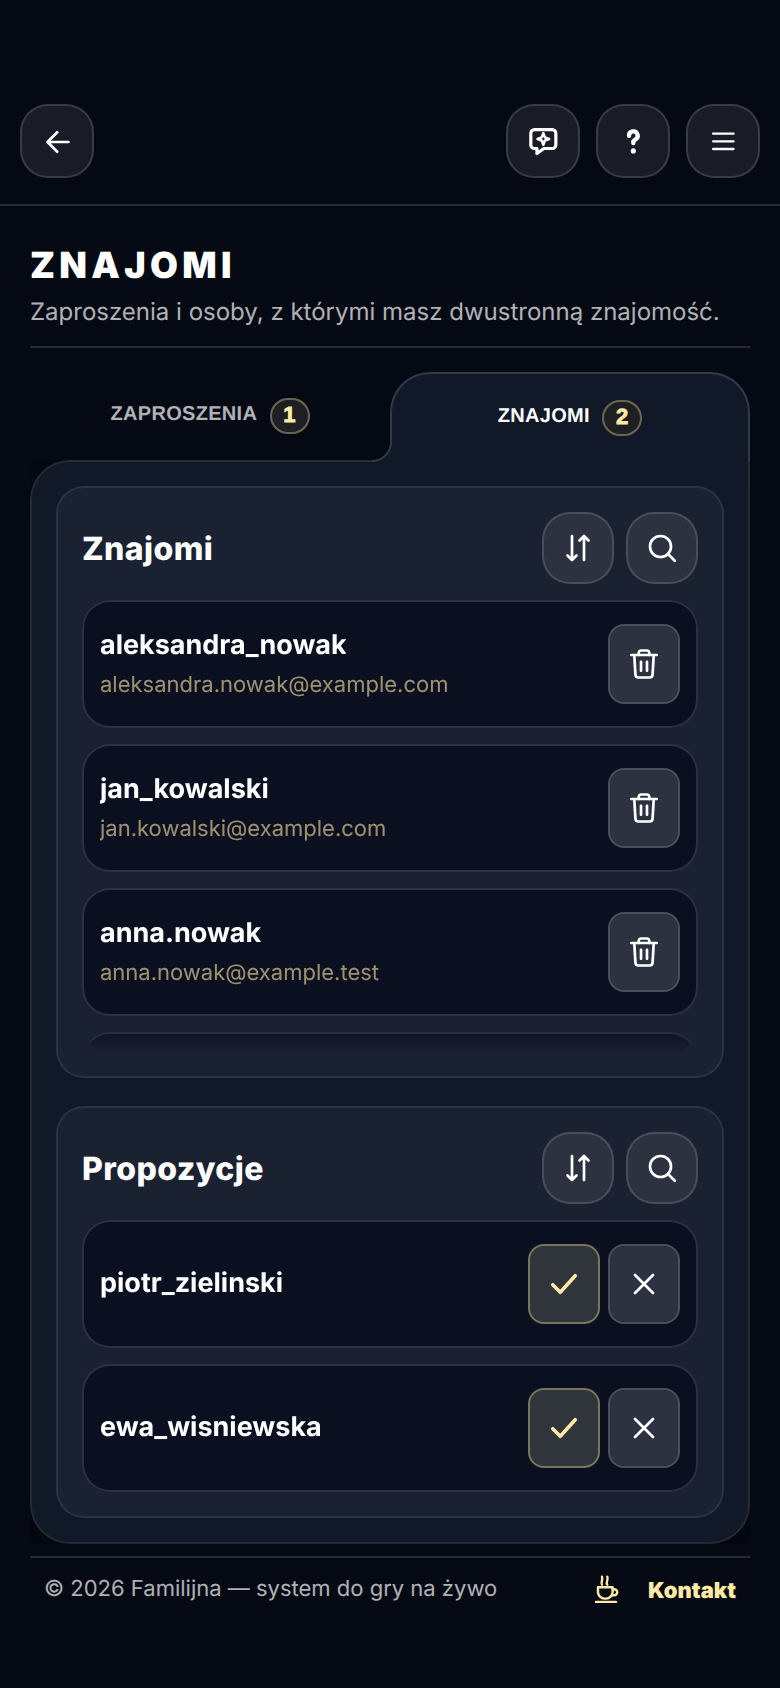 ZNAJOMI
Zaproszenia i osoby, z którymi masz dwustronną znajomość.
ZAPROSZENIA 1
ZNAJOMI 2
Znajomi
aleksandra_nowak
aleksandra.nowak@example.com
jan_kowalski
jan.kowalski@example.com
anna.nowak
anna.nowak@example.test
Propozycje
piotr_zielinski
ewa_wisniewska
© 2026 Familijna — system do gry na żywo
Kontakt